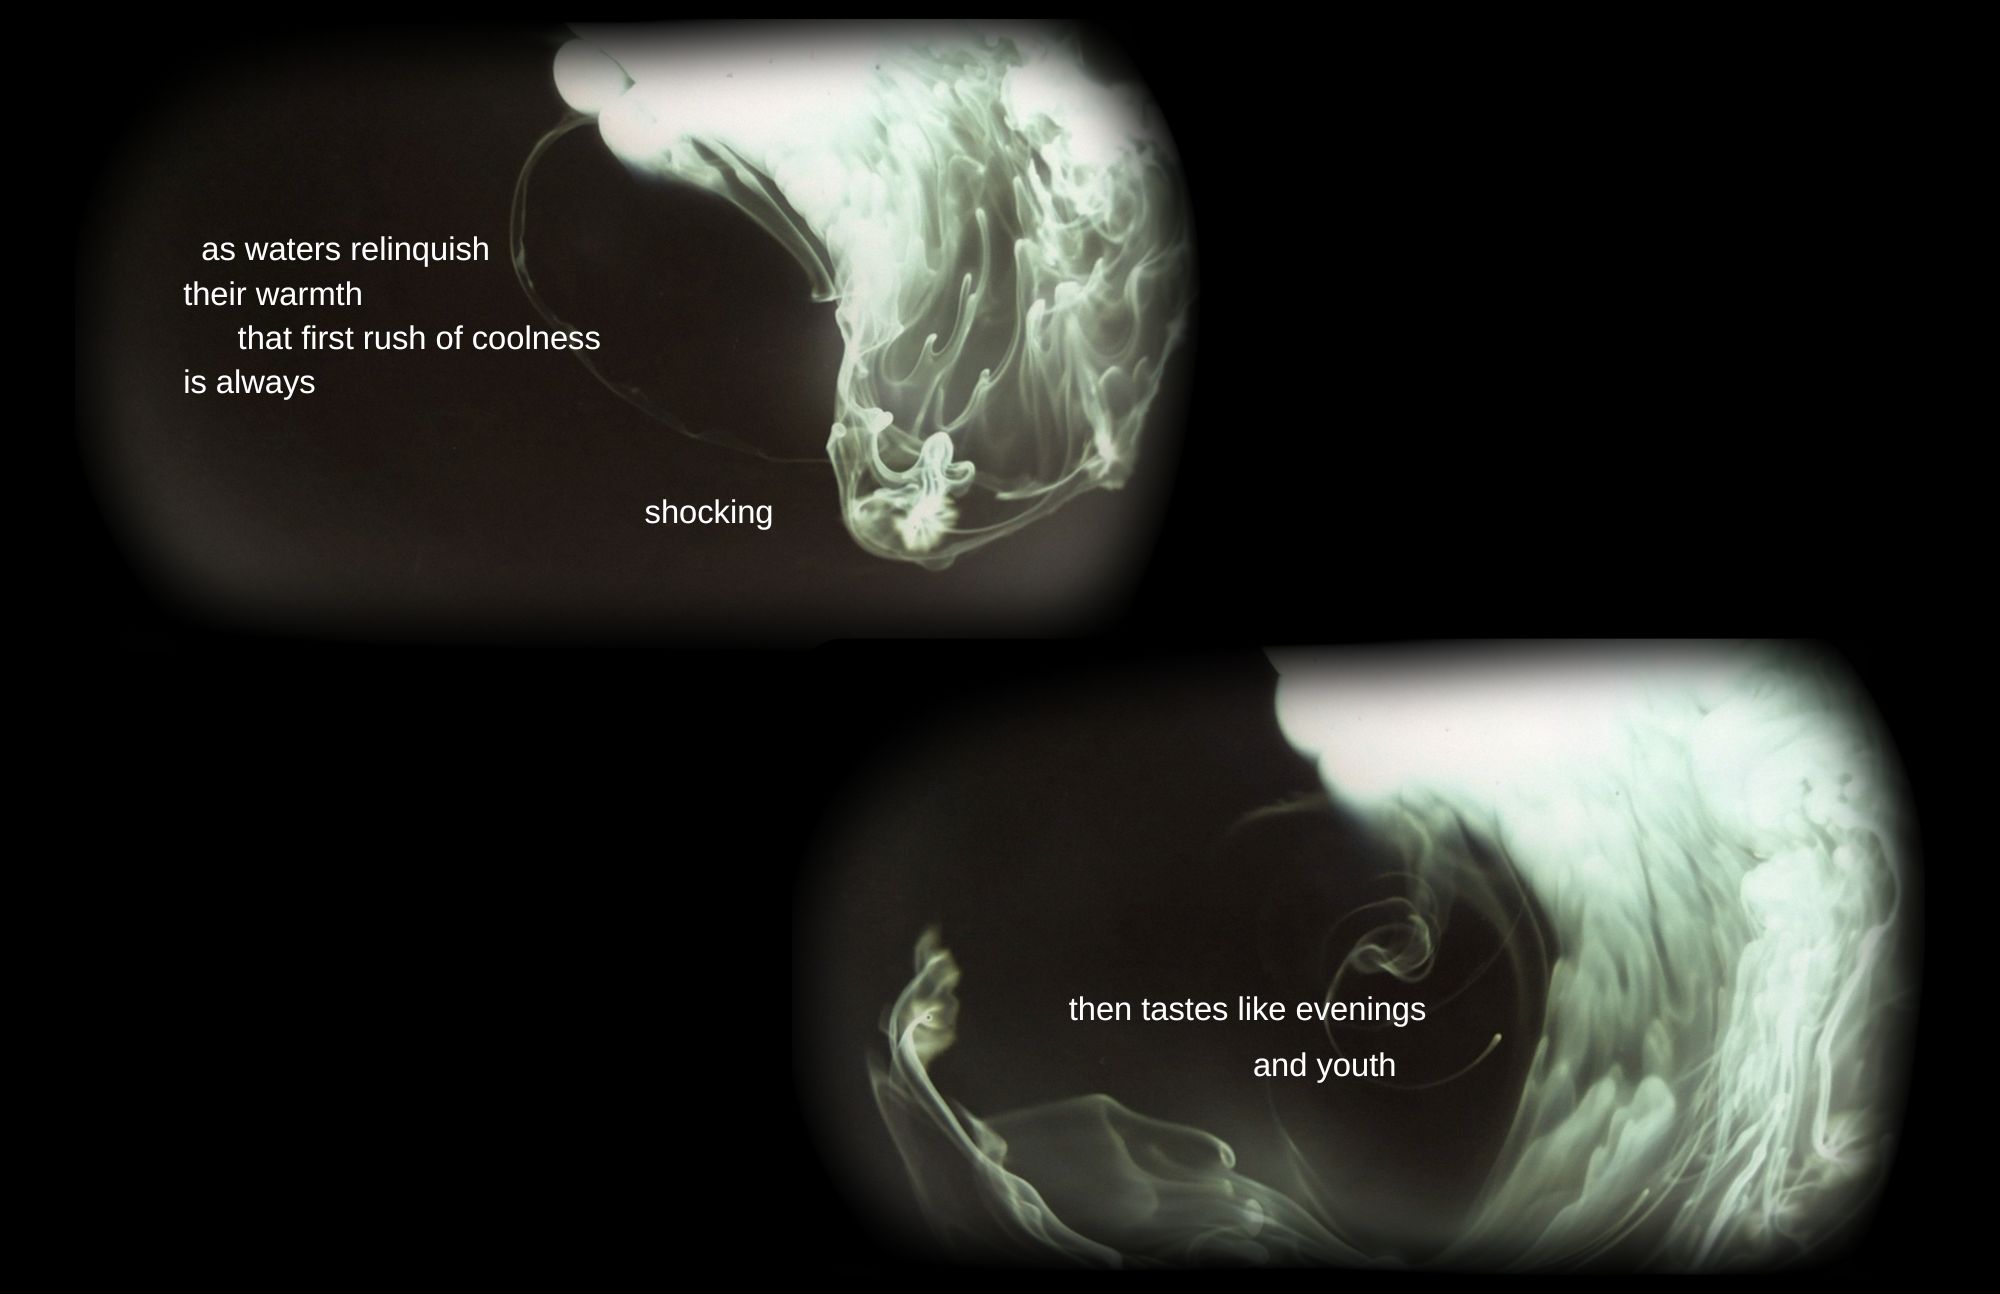 as waters relinquish
their warmth
that first rush of coolness
is always
shocking
then tastes like evenings
and youth